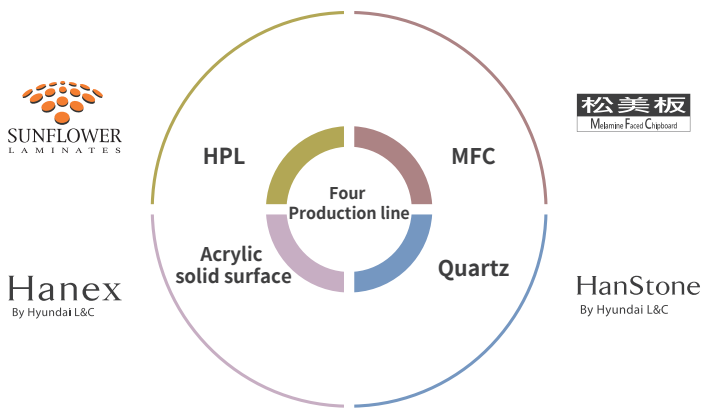 SUNFLOWER
LAMINATES
HPL
MFC
松美板
Melamine Faced Chipboard
Four
Production line
Acrylic
solid surface
Quartz
Hanex
By Hyundai L&C
HanStone
By Hyundai L&C